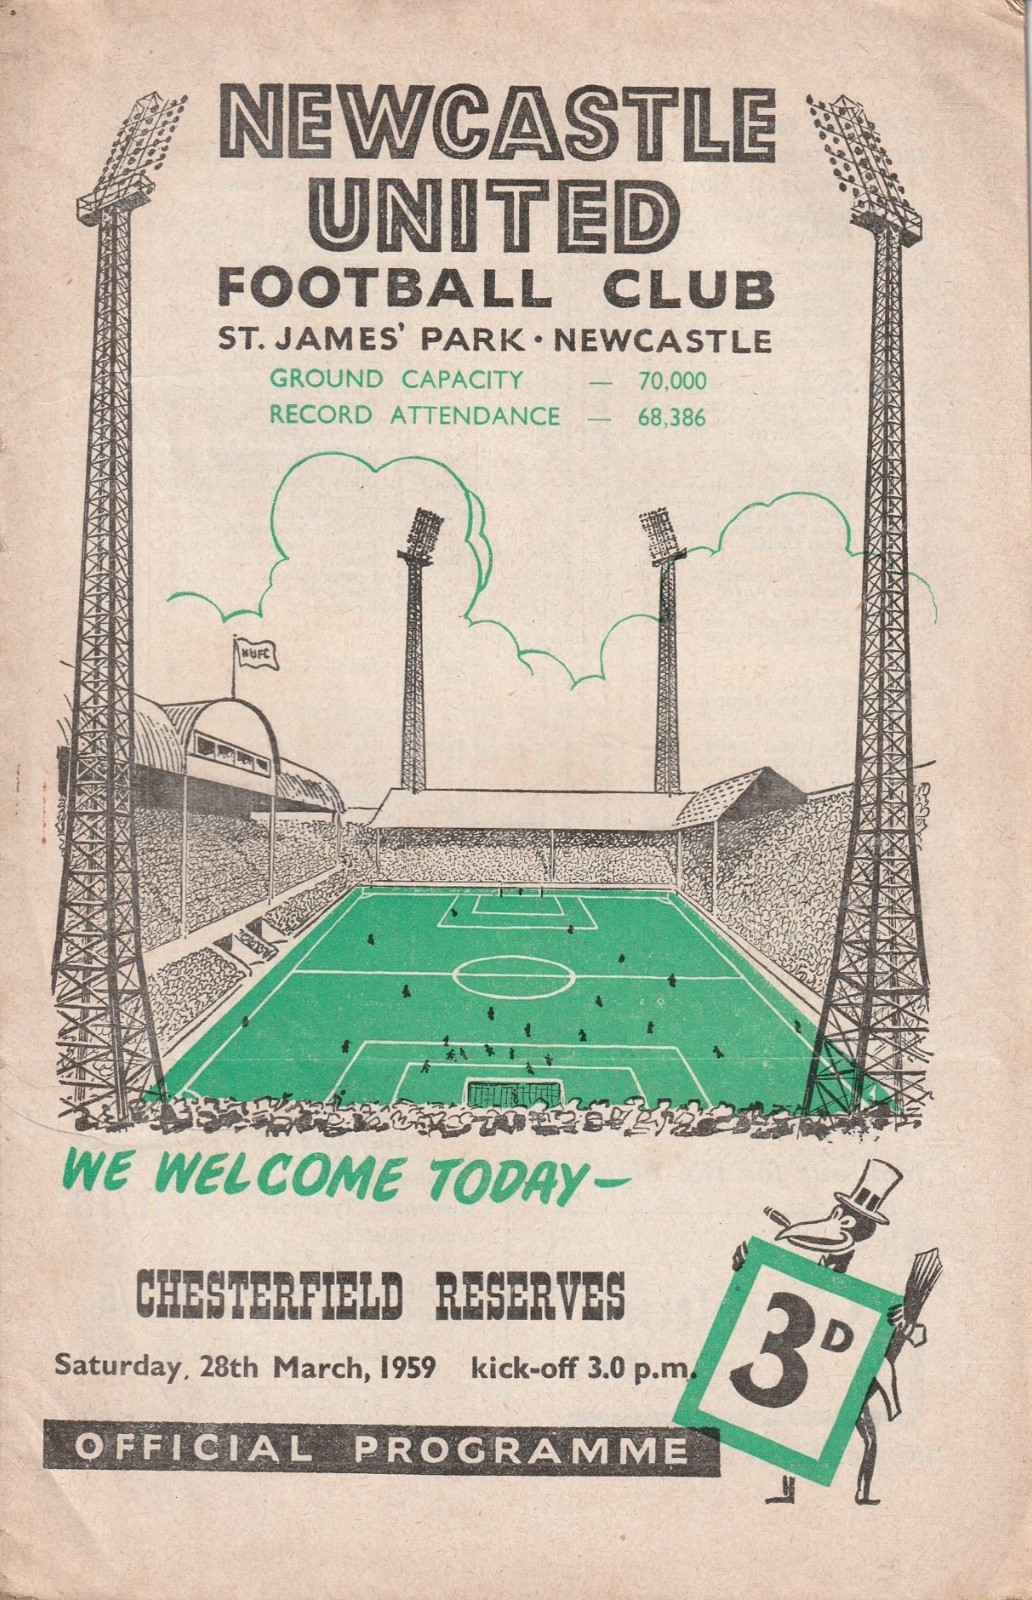 NEWCASTLE
UNITED
FOOTBALL CLUB
ST. JAMES' PARK · NEWCASTLE
GROUND CAPACITY — 70,000
RECORD ATTENDANCE — 68,386
NUFC
WE WELCOME TODAY—
CHESTERFIELD RESERVES
Saturday, 28th March, 1959 kick-off 3.0 p.m.
3D
OFFICIAL PROGRAMME